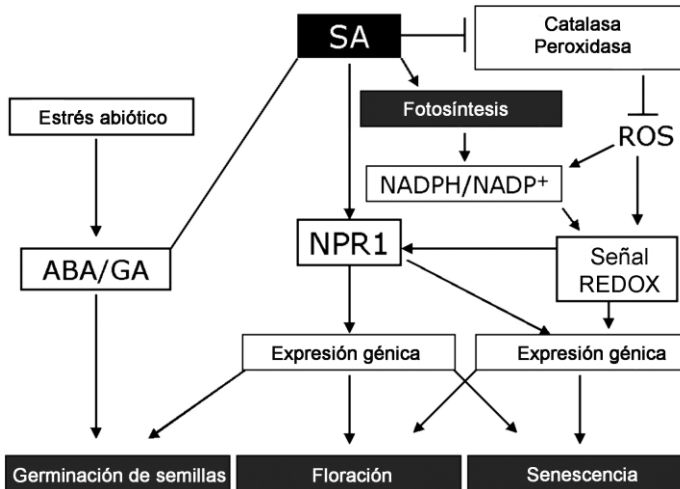 SA
Catalasa
Peroxidasa
Estrés abiótico
Fotosíntesis
ROS
NADPH/NADP⁺
ABA/GA
NPR1
Señal
REDOX
Expresión génica
Expresión génica
Germinación de semillas
Floración
Senescencia